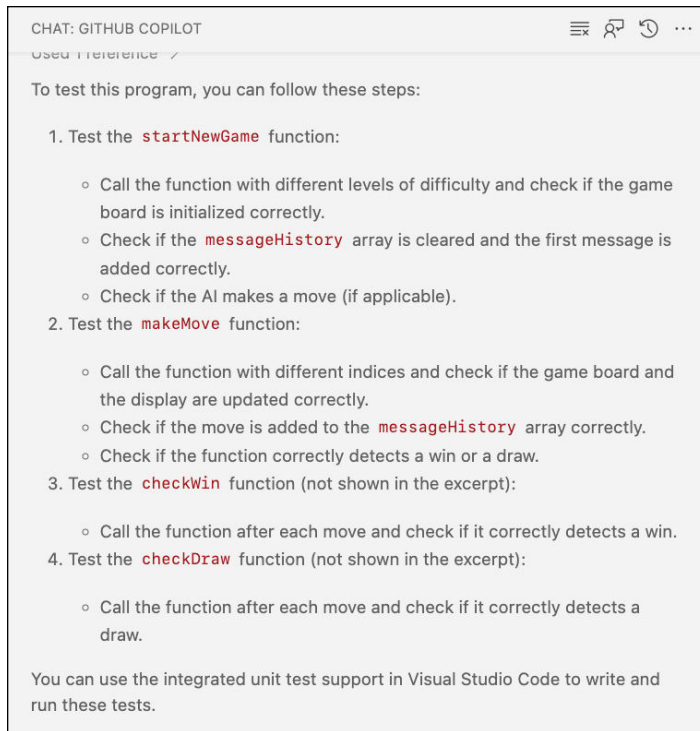 CHAT: GITHUB COPILOT
Used 1 reference
To test this program, you can follow these steps:
1. Test the startNewGame function:
◦ Call the function with different levels of difficulty and check if the game
board is initialized correctly.
◦ Check if the messageHistory array is cleared and the first message is
added correctly.
◦ Check if the AI makes a move (if applicable).
2. Test the makeMove function:
◦ Call the function with different indices and check if the game board and
the display are updated correctly.
◦ Check if the move is added to the messageHistory array correctly.
◦ Check if the function correctly detects a win or a draw.
3. Test the checkWin function (not shown in the excerpt):
◦ Call the function after each move and check if it correctly detects a win.
4. Test the checkDraw function (not shown in the excerpt):
◦ Call the function after each move and check if it correctly detects a
draw.
You can use the integrated unit test support in Visual Studio Code to write and
run these tests.